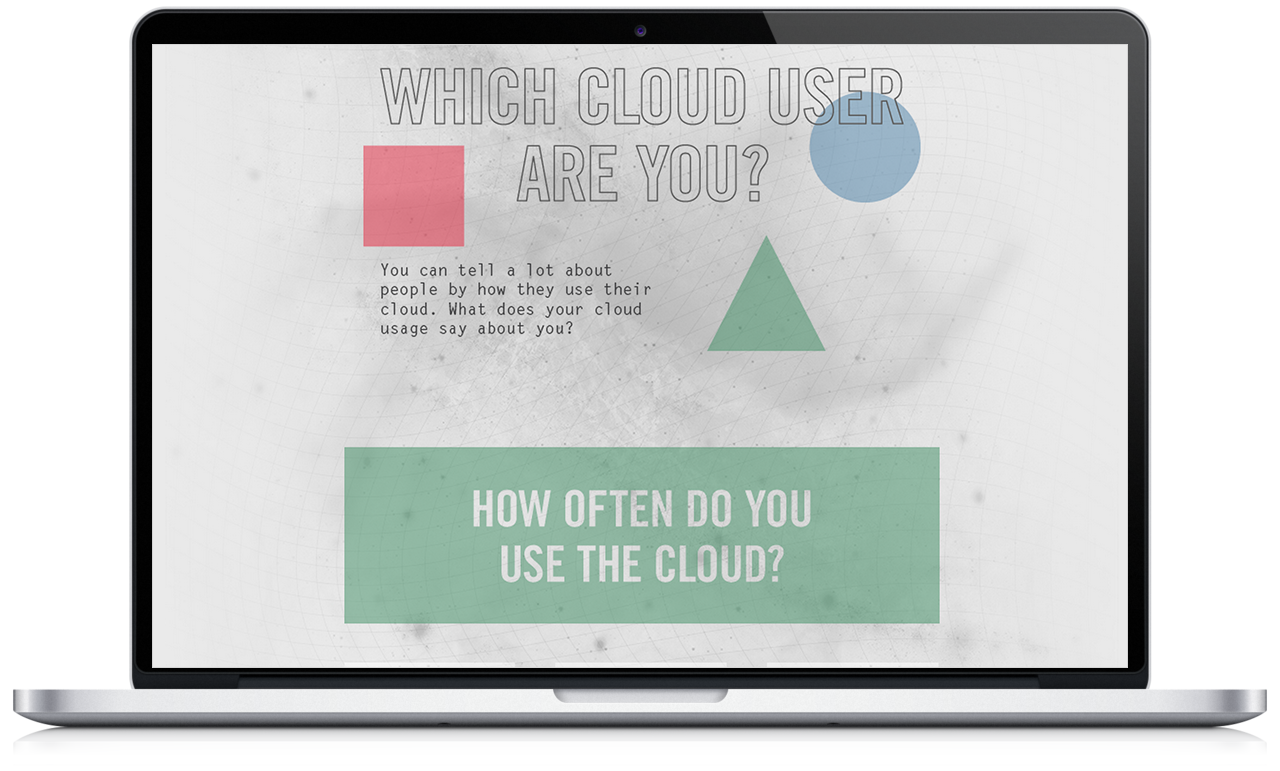 WHICH CLOUD USER
ARE YOU?
You can tell a lot about
people by how they use their
cloud. What does your cloud
usage say about you?
HOW OFTEN DO YOU
USE THE CLOUD?